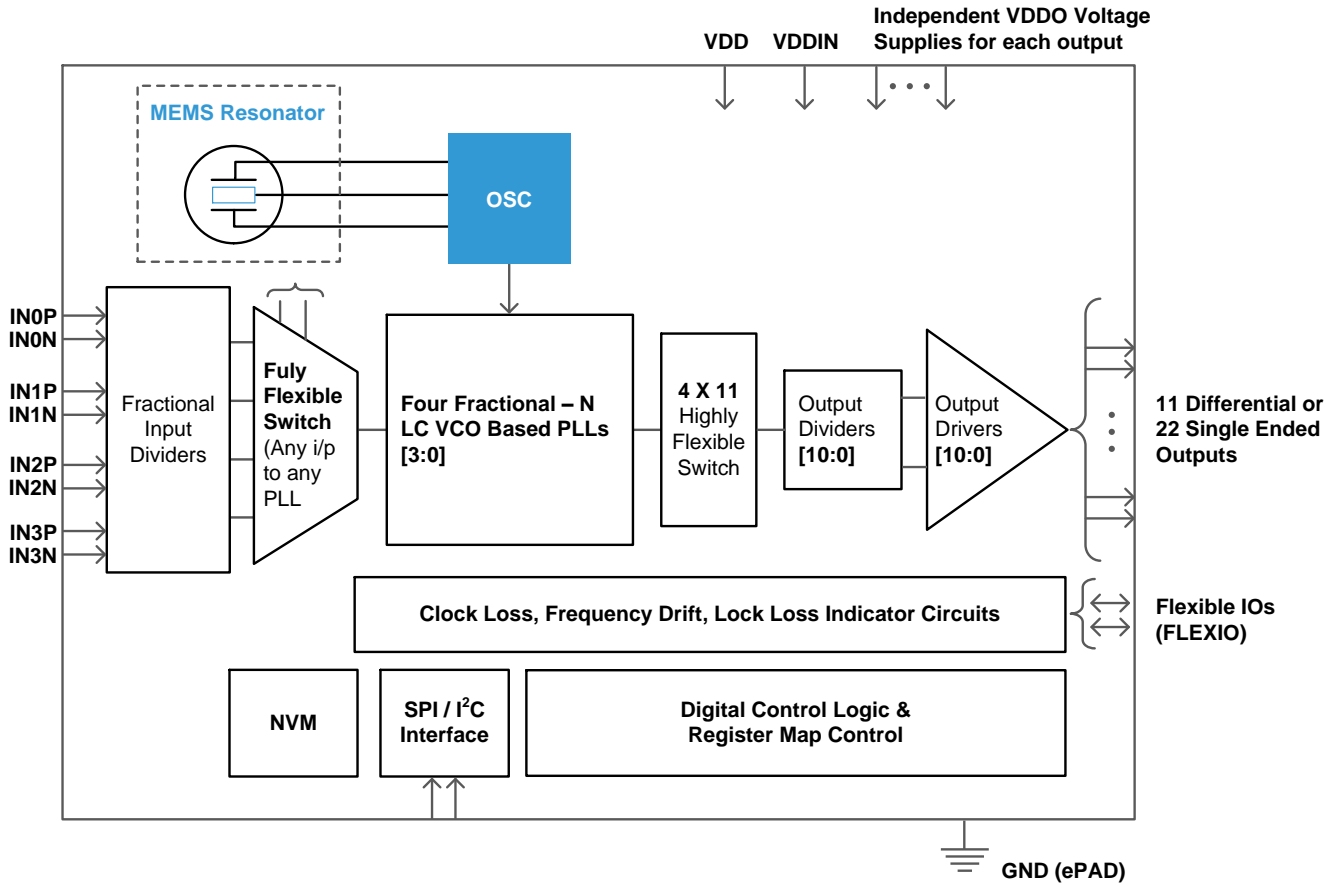 Independent VDDO Voltage
VDD VDDIN Supplies for each output
MEMS Resonator
OSC
IN0P
IN0N
IN1P
IN1N
IN2P
IN2N
IN3P
IN3N
Fractional
Input
Dividers
Fuly
Flexible
Switch
(Any i/p
to any
PLL
Four Fractional – N
LC VCO Based PLLs
[3:0]
4 X 11
Highly
Flexible
Switch
Output
Dividers
[10:0]
Output
Drivers
[10:0]
11 Differential or
22 Single Ended
Outputs
Clock Loss, Frequency Drift, Lock Loss Indicator Circuits
Flexible IOs
(FLEXIO)
NVM
SPI / I²C
Interface
Digital Control Logic &
Register Map Control
GND (ePAD)